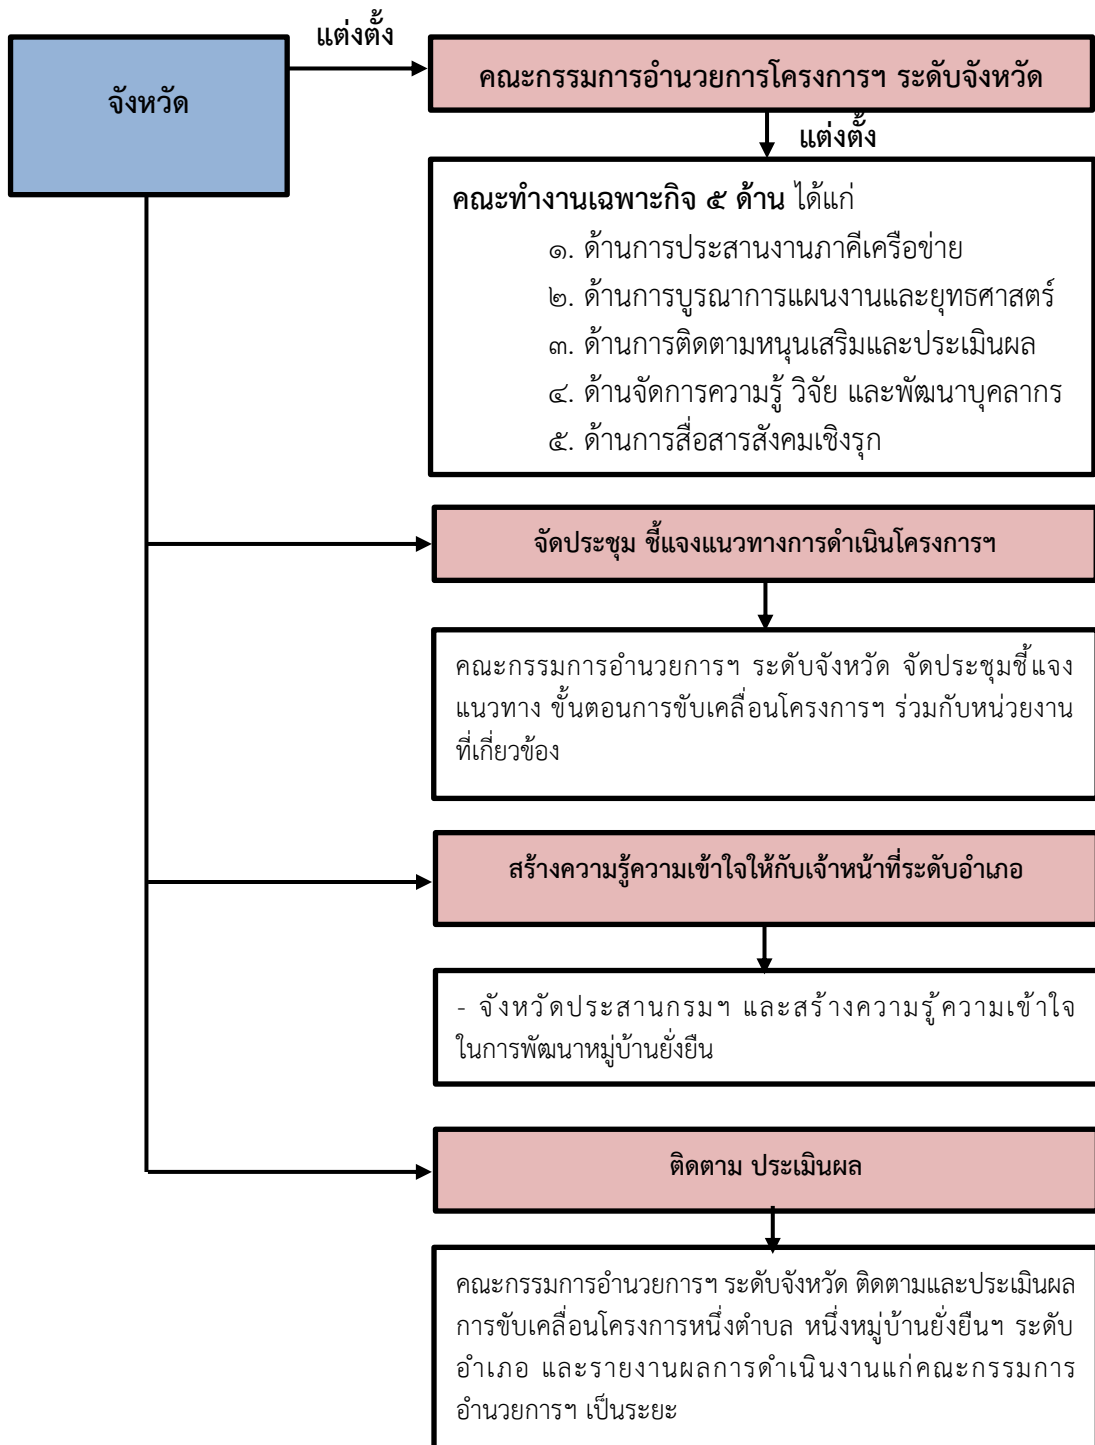 แต่งตั้ง
จังหวัด
คณะกรรมการอำนวยการโครงการฯ ระดับจังหวัด
แต่งตั้ง
คณะทำงานเฉพาะกิจ ๕ ด้าน ได้แก่
๑. ด้านการประสานงานภาคีเครือข่าย
๒. ด้านการบูรณาการแผนงานและยุทธศาสตร์
๓. ด้านการติดตามหนุนเสริมและประเมินผล
๔. ด้านจัดการความรู้ วิจัย และพัฒนาบุคลากร
๕. ด้านการสื่อสารสังคมเชิงรุก
จัดประชุม ชี้แจงแนวทางการดำเนินโครงการฯ
คณะกรรมการอำนวยการฯ ระดับจังหวัด จัดประชุมชี้แจง
แนวทาง ขั้นตอนการขับเคลื่อนโครงการฯ ร่วมกับหน่วยงาน
ที่เกี่ยวข้อง
สร้างความรู้ความเข้าใจให้กับเจ้าหน้าที่ระดับอำเภอ
- จังหวัดประสานกรมฯ และสร้างความรู้ความเข้าใจ
ในการพัฒนาหมู่บ้านยั่งยืน
ติดตาม ประเมินผล
คณะกรรมการอำนวยการฯ ระดับจังหวัด ติดตามและประเมินผล
การขับเคลื่อนโครงการหนึ่งตำบล หนึ่งหมู่บ้านยั่งยืนฯ ระดับ
อำเภอ และรายงานผลการดำเนินงานแก่คณะกรรมการ
อำนวยการฯ เป็นระยะ